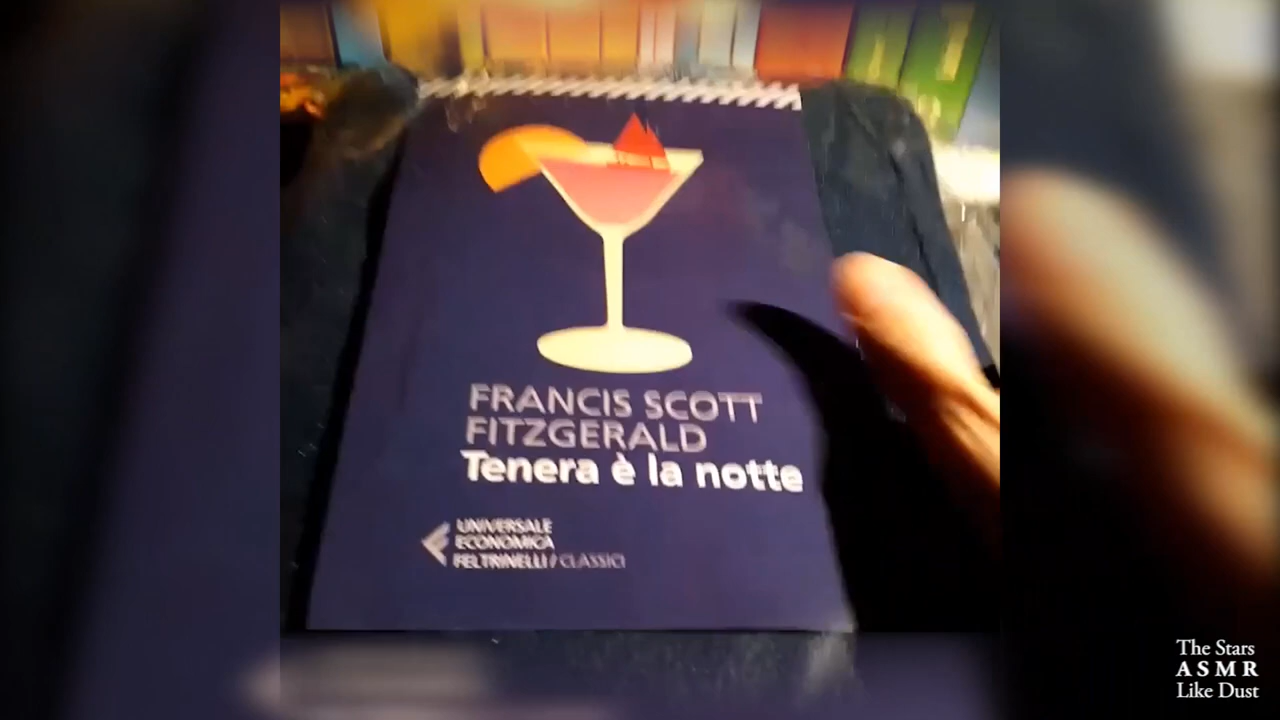 FRANCIS SCOTT
FITZGERALD
Tenera è la notte
UNIVERSALE
ECONOMICA
FELTRINELLI / CLASSICI
The Stars
ASMR
Like Dust